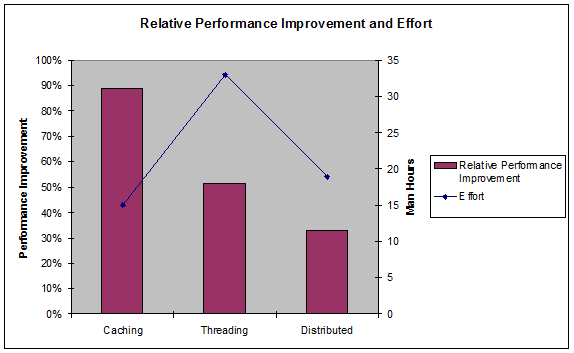 Relative Performance Improvement and Effort
100%
90%
80%
70%
60%
50%
40%
30%
20%
10%
0%
Performance Improvement
Caching
Threading
Distributed
35
30
25
20
15
10
5
0
Man Hours
Relative Performance
Improvement
Effort